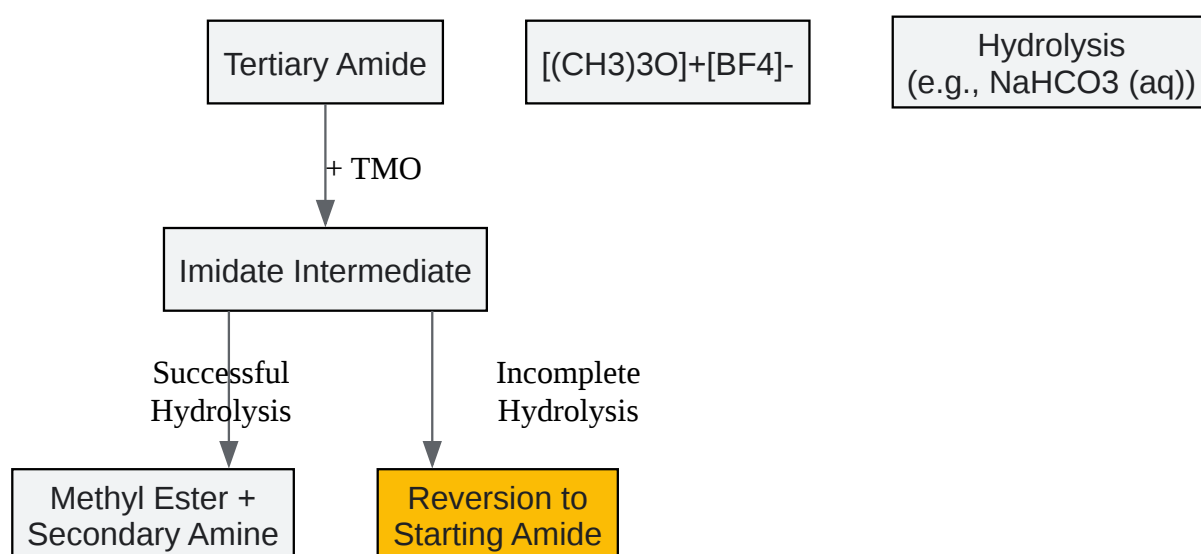 Tertiary Amide
[(CH3)3O]+[BF4]-
Hydrolysis
(e.g., NaHCO3 (aq))
+ TMO
Imidate Intermediate
Successful
Hydrolysis
Incomplete
Hydrolysis
Methyl Ester +
Secondary Amine
Reversion to
Starting Amide